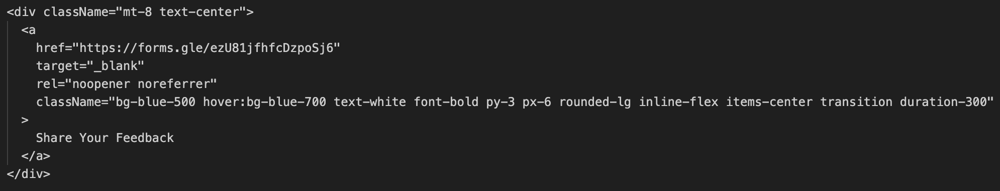 <div className="mt-8 text-center">
<a
href="https://forms.gle/ezU81jfhfcDzpoSj6"
target="_blank"
rel="noopener noreferrer"
className="bg-blue-500 hover:bg-blue-700 text-white font-bold py-3 px-6 rounded-lg inline-flex items-center transition duration-300"
>
Share Your Feedback
</a>
</div>